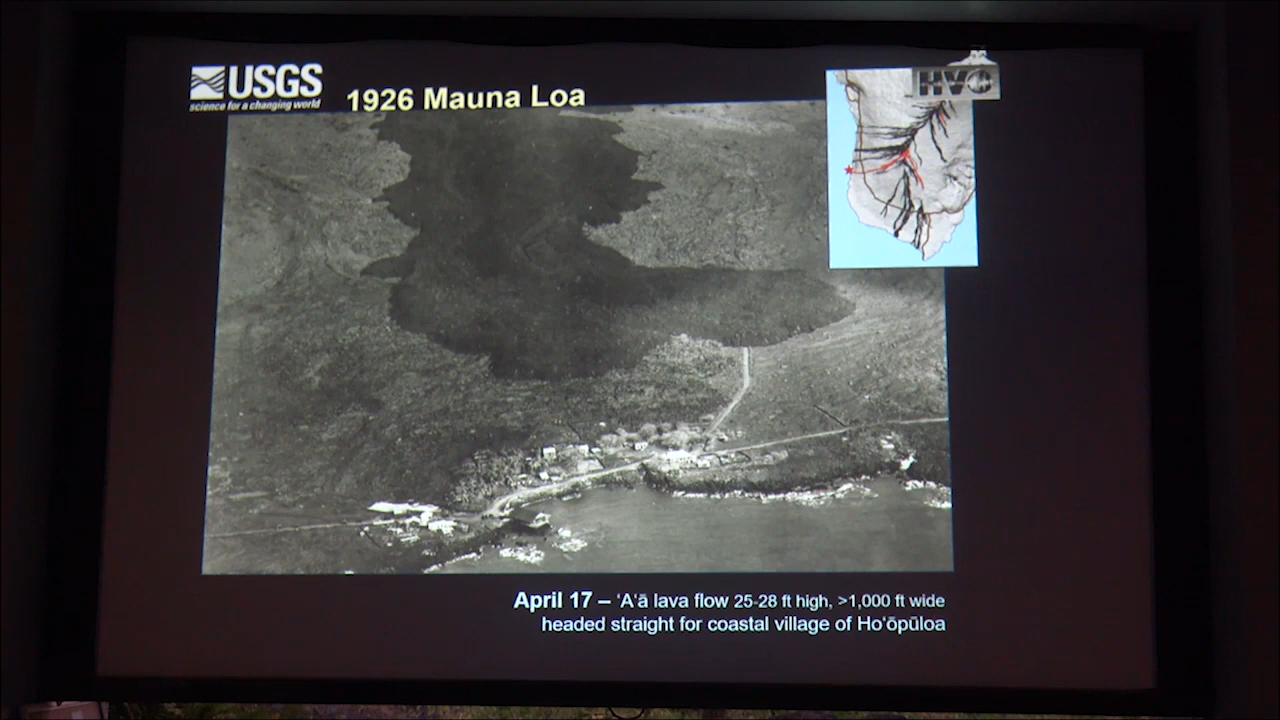 USGS
science for a changing world
1926 Mauna Loa
HVO
April 17 – ʻAʻā lava flow 25-28 ft high, >1,000 ft wide
headed straight for coastal village of Hoʻōpūloa